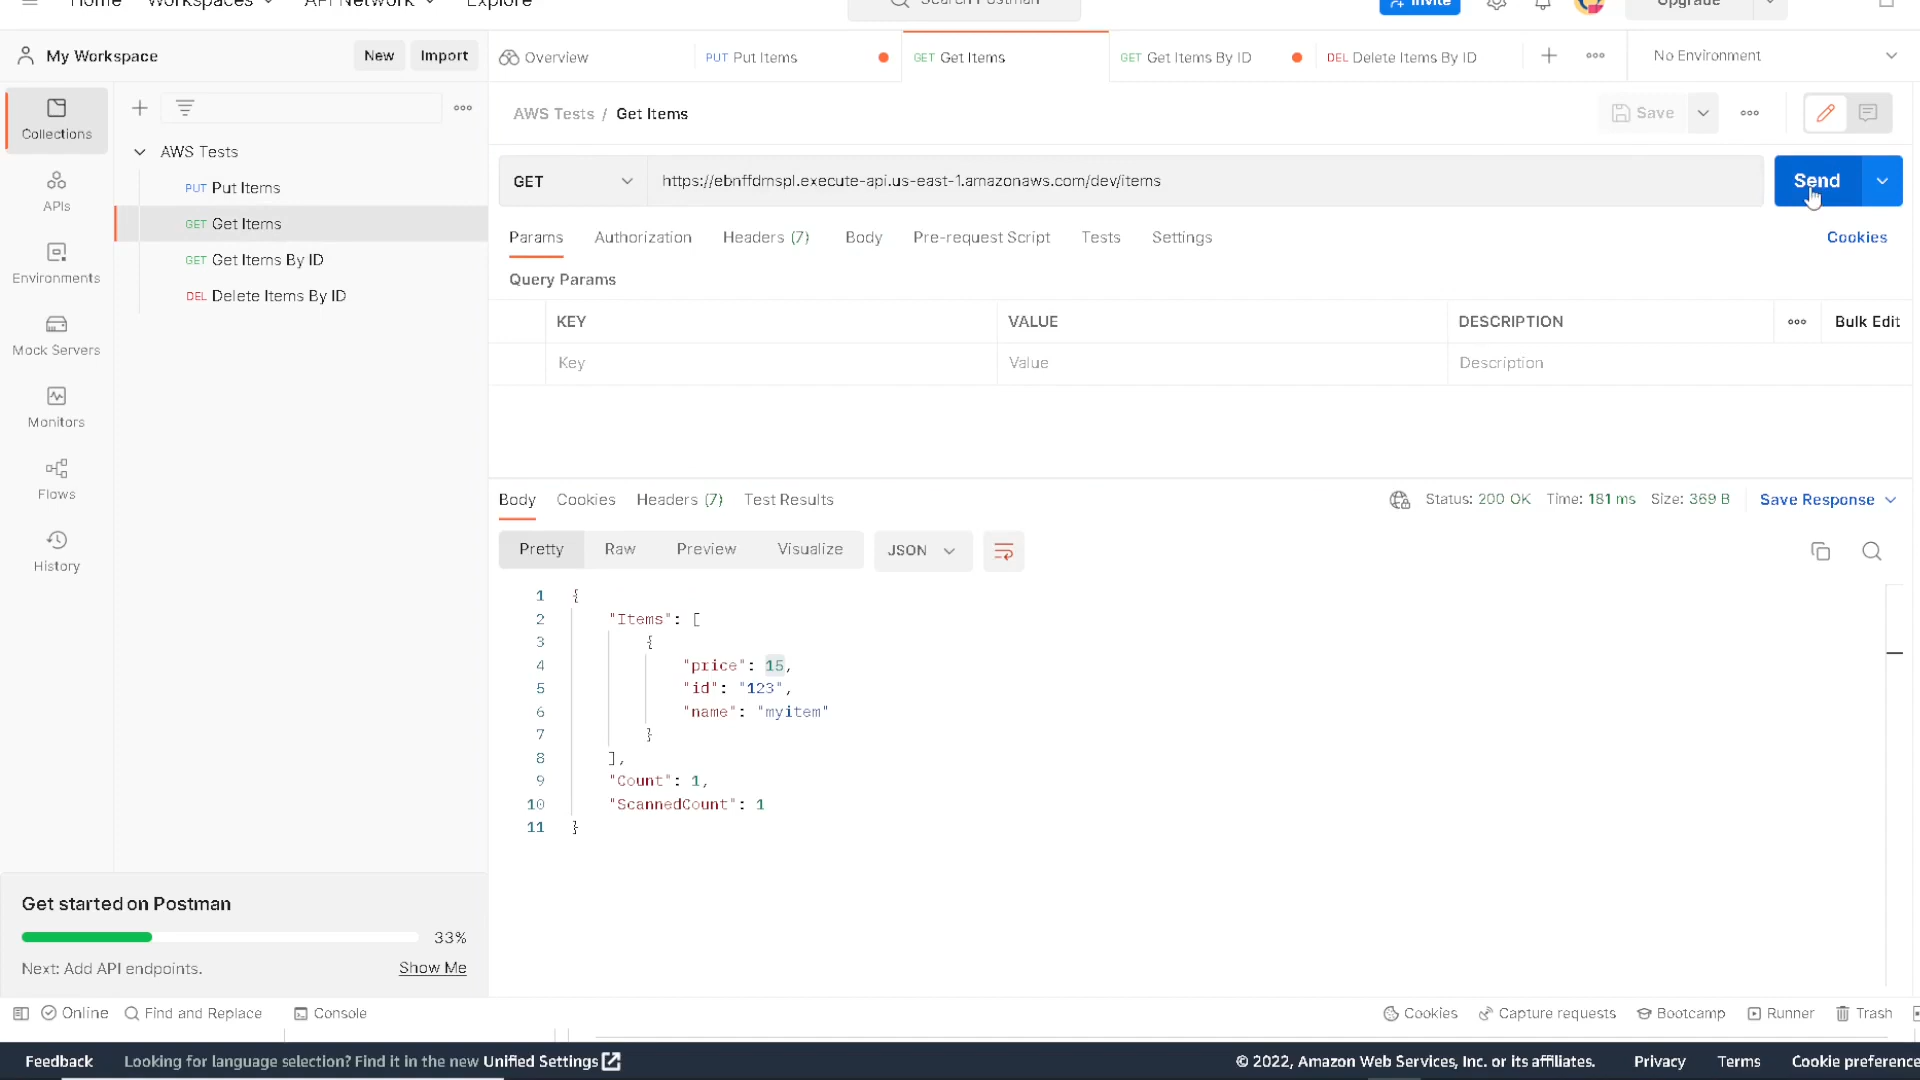 Home Workspaces API Network Explore Search Postman Invite Upgrade
My Workspace New Import Overview PUT Put Items GET Get Items GET Get Items By ID DEL Delete Items By ID No Environment
Collections
AWS Tests / Get Items Save
AWS Tests
PUT Put Items
GET Get Items
GET Get Items By ID
DEL Delete Items By ID
APIs
Environments
Mock Servers
Monitors
Flows
History
GET https://ebnffdmspl.execute-api.us-east-1.amazonaws.com/dev/items Send
Params Authorization Headers (7) Body Pre-request Script Tests Settings Cookies
Query Params
KEY VALUE DESCRIPTION Bulk Edit
Key Value Description
Body Cookies Headers (7) Test Results Status: 200 OK Time: 181 ms Size: 369 B Save Response
Pretty Raw Preview Visualize JSON
1 {
2 "Items": [
3 {
4 "price": 15,
5 "id": "123",
6 "name": "myitem"
7 }
8 ],
9 "Count": 1,
10 "ScannedCount": 1
11 }
Get started on Postman
33%
Next: Add API endpoints. Show Me
Online Find and Replace Console Cookies Capture requests Bootcamp Runner Trash
Feedback Looking for language selection? Find it in the new Unified Settings © 2022, Amazon Web Services, Inc. or its affiliates. Privacy Terms Cookie preference